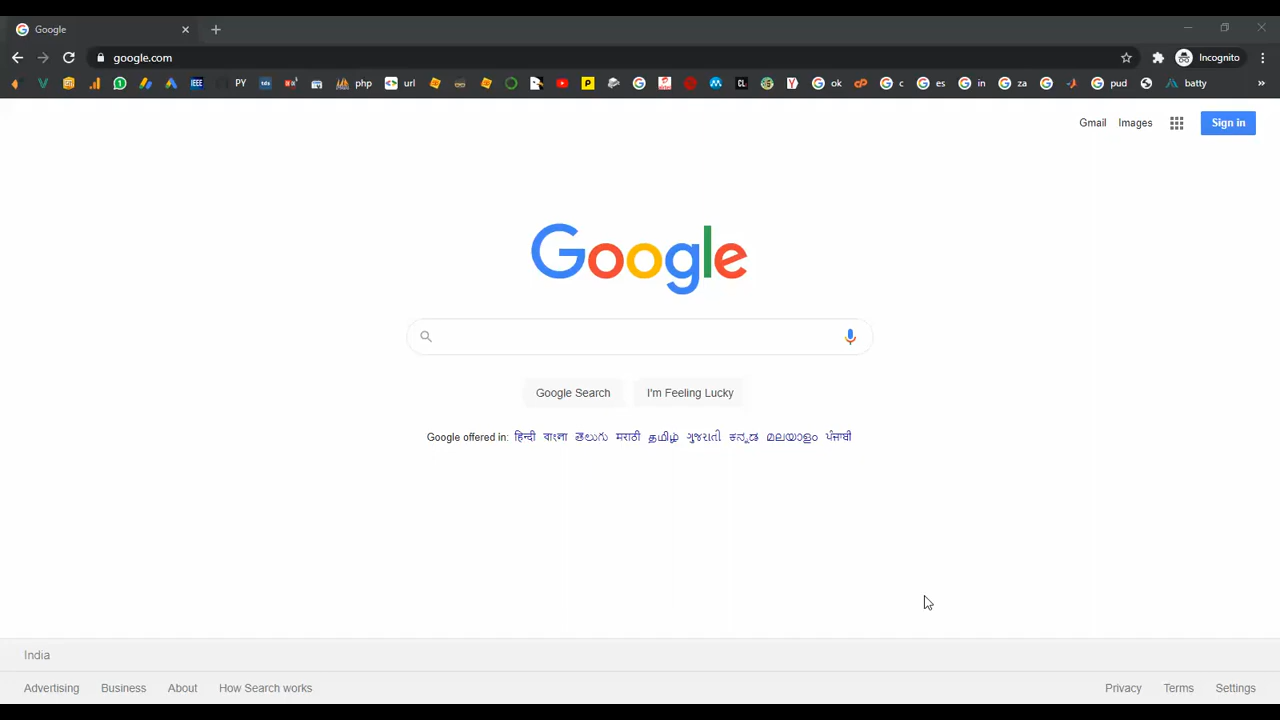 Google
google.com
Incognito
PY php url ok c es in za pud batty
Gmail Images Sign in
Google
Google Search I'm Feeling Lucky
Google offered in: हिन्दी বাংলা తెలుగు मराठी தமிழ் ગુજરાતી ಕನ್ನಡ മലയാളം ਪੰਜਾਬੀ
India
Advertising Business About How Search works
Privacy Terms Settings